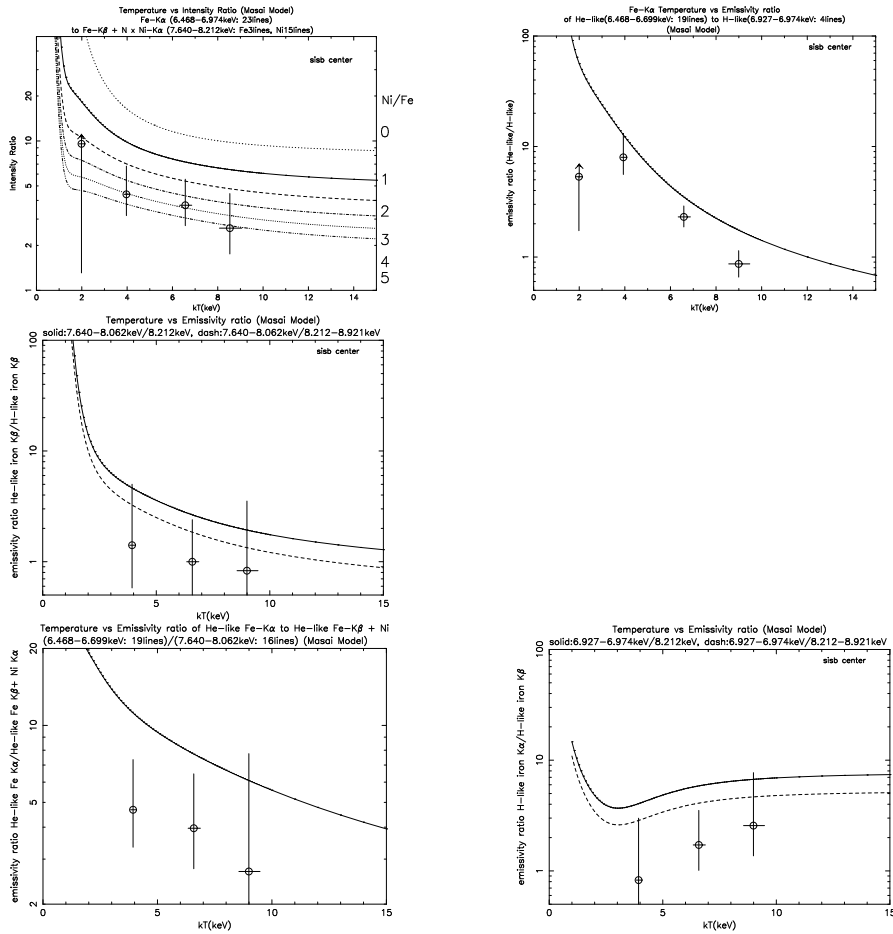 Temperature vs Intensity Ratio (Masai Model)
Fe−Kα (6.468−6.974keV: 23lines)
to Fe−Kβ + N x Ni−Kα (7.640−8.212keV: Fe3lines, Ni15lines)
sisb center
Ni/Fe
0
1
2
3
4
5
Intensity Ratio
1
2
5
10
20
0
2
4
6
8
10
12
14
kT(keV)
Fe−Kα Temperature vs Emissivity ratio
of He−like(6.468−6.699keV: 19lines) to H−like(6.927−6.974keV: 4lines)
(Masai Model)
sisb center
emissivity ratio (He−like/H−like)
1
10
100
0
2
4
6
8
10
12
14
kT(keV)
Temperature vs Emissivity ratio (Masai Model)
solid:7.640−8.062keV/8.212keV, dash:7.640−8.062keV/8.212−8.921keV
sisb center
emissivity ratio He−like iron Kβ/H−like iron Kβ
1
10
100
0
5
10
15
kT(keV)
Temperature vs Emissivity ratio of He−like Fe−Kα to He−like Fe−Kβ + Ni
(6.468−6.699keV: 19lines)/(7.640−8.062keV: 16lines) (Masai Model)
emissivity ratio He−like Fe Kα/He−like Fe Kβ+ Ni Kα
2
5
10
20
0
5
10
15
kT(keV)
Temperature vs Emissivity ratio (Masai Model)
solid:6.927−6.974keV/8.212keV, dash:6.927−6.974keV/8.212−8.921keV
sisb center
emissivity ratio H−like iron Kα/H−like iron Kβ
1
10
100
0
5
10
15
kT(keV)